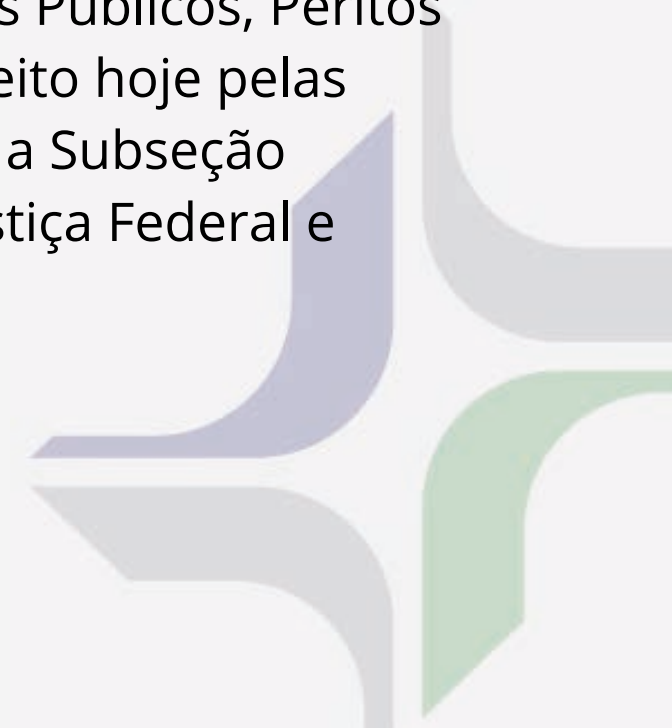 s Públicos, Peritos
eito hoje pelas
a Subseção
stiça Federal e